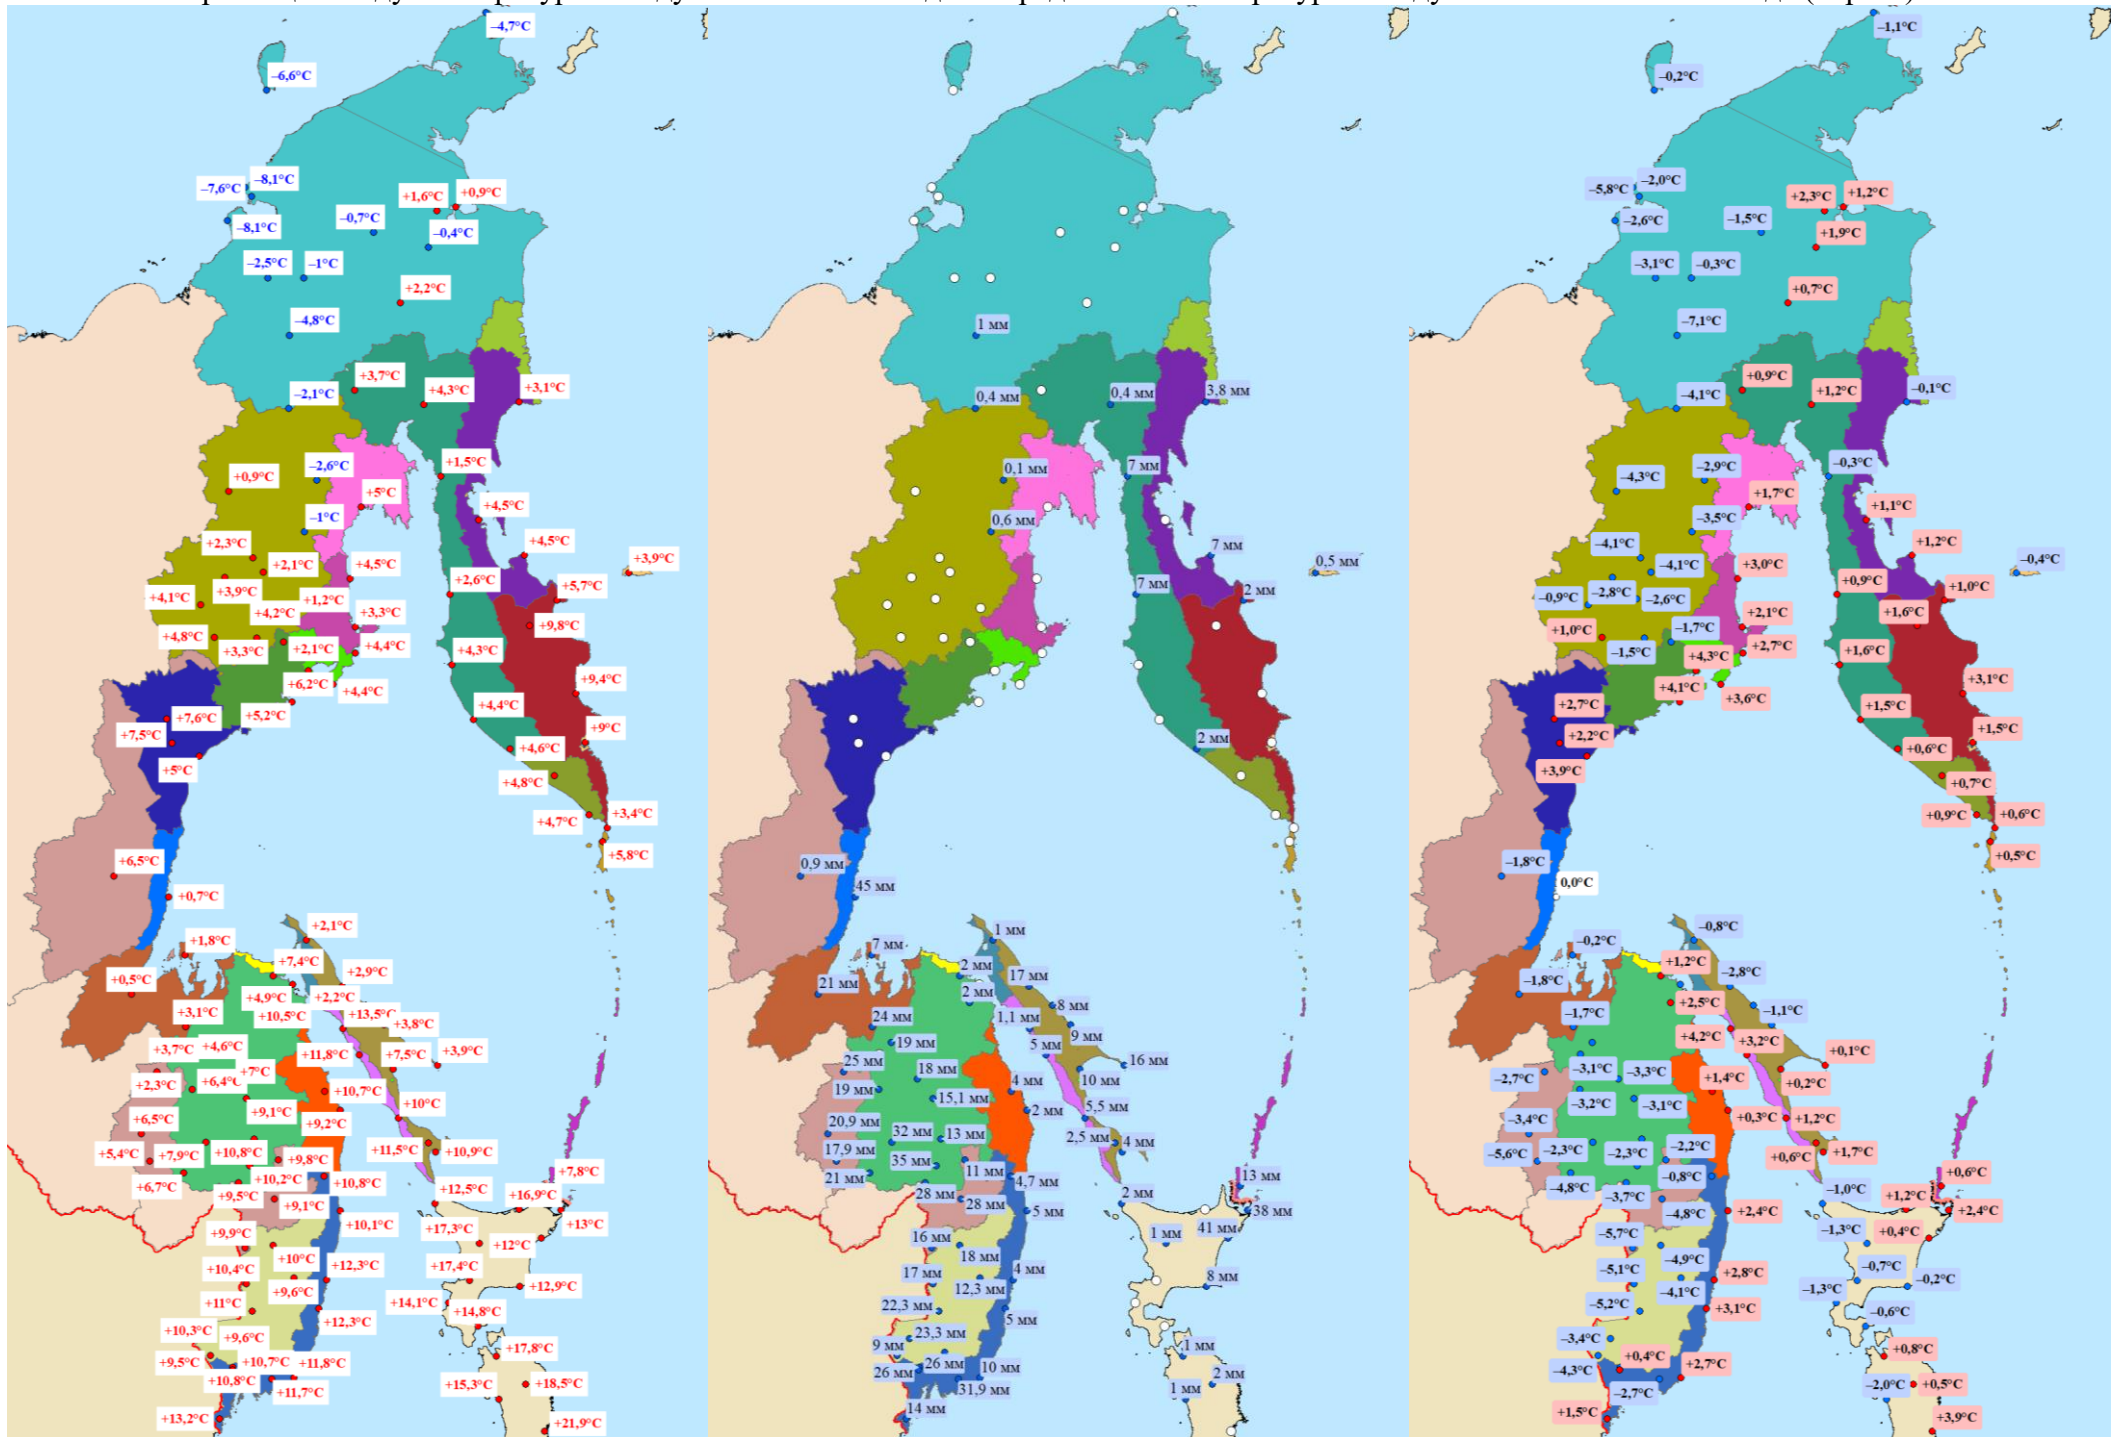 –4,7°C
–6,6°C
–8,1°C
–7,6°C
–8,1°C
+1,6°C
+0,9°C
–0,7°C
–0,4°C
–2,5°C
–1°C
+2,2°C
–4,8°C
+3,7°C
–2,1°C
+4,3°C
+3,1°C
–2,6°C
+1,5°C
+0,9°C
+5°C
+4,5°C
–1°C
+2,3°C
+4,5°C
+3,9°C
+2,1°C
+4,5°C
+2,6°C
+5,7°C
+4,1°C
+3,9°C
+1,2°C
+4,2°C
+3,3°C
+9,8°C
+4,8°C
+3,3°C
+2,1°C
+4,4°C
+4,3°C
+6,2°C
+4,4°C
+9,4°C
+7,6°C
+5,2°C
+4,4°C
+7,5°C
+9°C
+4,6°C
+5°C
+4,8°C
+4,7°C
+3,4°C
+6,5°C
+5,8°C
+0,7°C
+2,1°C
+1,8°C
+7,4°C
+0,5°C
+2,9°C
+4,9°C
+2,2°C
+3,1°C
+10,5°C
+13,5°C
+3,8°C
+3,7°C
+4,6°C
+11,8°C
+7,5°C
+3,9°C
+2,3°C
+6,4°C
+7°C
+10,7°C
+6,5°C
+9,1°C
+9,2°C
+10°C
+5,4°C
+7,9°C
+10,8°C
+9,8°C
+11,5°C
+10,9°C
+7,8°C
+6,7°C
+9,5°C
+10,2°C
+10,8°C
+12,5°C
+16,9°C
+9,1°C
+10,1°C
+13°C
+9,9°C
+10°C
+17,3°C
+12°C
+10,4°C
+12,3°C
+17,4°C
+9,6°C
+12,9°C
+11°C
+14,1°C
+14,8°C
+12,3°C
+10,3°C
+9,6°C
+17,8°C
+9,5°C
+10,7°C
+11,8°C
+10,8°C
+11,7°C
+15,3°C
+18,5°C
+13,2°C
+21,9°C
1 мм
0,4 мм
0,4 мм
3,8 мм
0,1 мм
7 мм
0,6 мм
7 мм
0,5 мм
7 мм
2 мм
2 мм
0,9 мм
45 мм
1 мм
7 мм
2 мм
17 мм
21 мм
2 мм
8 мм
24 мм
1,1 мм
9 мм
19 мм
5 мм
16 мм
25 мм
18 мм
10 мм
19 мм
4 мм
15,1 мм
2 мм
5,5 мм
20,9 мм
32 мм
13 мм
2,5 мм
4 мм
17,9 мм
35 мм
11 мм
21 мм
4,7 мм
13 мм
28 мм
28 мм
5 мм
2 мм
38 мм
16 мм
18 мм
1 мм
41 мм
17 мм
12,3 мм
4 мм
8 мм
22,3 мм
5 мм
9 мм
23,3 мм
1 мм
26 мм
26 мм
10 мм
31,9 мм
2 мм
1 мм
14 мм
–1,1°C
–0,2°C
–2,0°C
–5,8°C
–2,6°C
+2,3°C
+1,2°C
–1,5°C
+1,9°C
–3,1°C
–0,3°C
+0,7°C
–7,1°C
+0,9°C
–4,1°C
+1,2°C
–0,1°C
–2,9°C
–0,3°C
–4,3°C
+1,7°C
+1,1°C
–3,5°C
–4,1°C
+1,2°C
–0,4°C
–4,1°C
+3,0°C
+0,9°C
+1,0°C
–0,9°C
–2,8°C
–2,6°C
+2,1°C
+1,6°C
+1,0°C
–1,7°C
–1,5°C
+4,3°C
+2,7°C
+1,6°C
+4,1°C
+3,6°C
+3,1°C
+2,7°C
+1,5°C
+2,2°C
+1,5°C
+0,6°C
+3,9°C
+0,7°C
+0,9°C
+0,6°C
–1,8°C
+0,5°C
0,0°C
–0,8°C
–0,2°C
+1,2°C
–1,8°C
–2,8°C
+2,5°C
–1,7°C
–1,1°C
+4,2°C
+3,2°C
+0,1°C
–2,7°C
–3,1°C
–3,3°C
+1,4°C
+0,2°C
–3,2°C
–3,1°C
–3,4°C
+0,3°C
+1,2°C
–5,6°C
–2,3°C
–2,3°C
–2,2°C
+0,6°C
+1,7°C
–4,8°C
–3,7°C
–0,8°C
–1,0°C
+1,2°C
+0,6°C
–4,8°C
+2,4°C
+2,4°C
–5,7°C
–4,9°C
–1,3°C
+0,4°C
–5,1°C
–4,1°C
+2,8°C
–0,7°C
–1,3°C
–0,2°C
–5,2°C
+3,1°C
–0,6°C
–3,4°C
+0,8°C
–4,3°C
+0,4°C
+2,7°C
–2,7°C
–2,0°C
+0,5°C
+1,5°C
+3,9°C